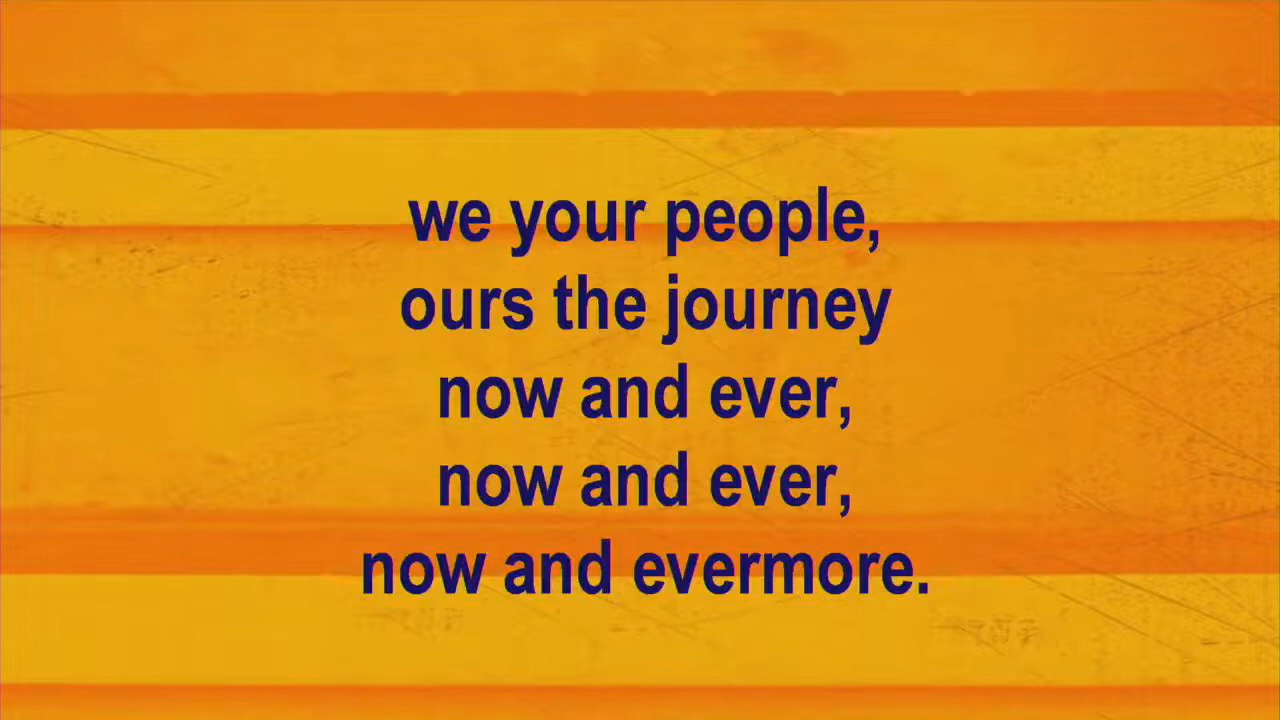 we your people,
ours the journey
now and ever,
now and ever,
now and evermore.